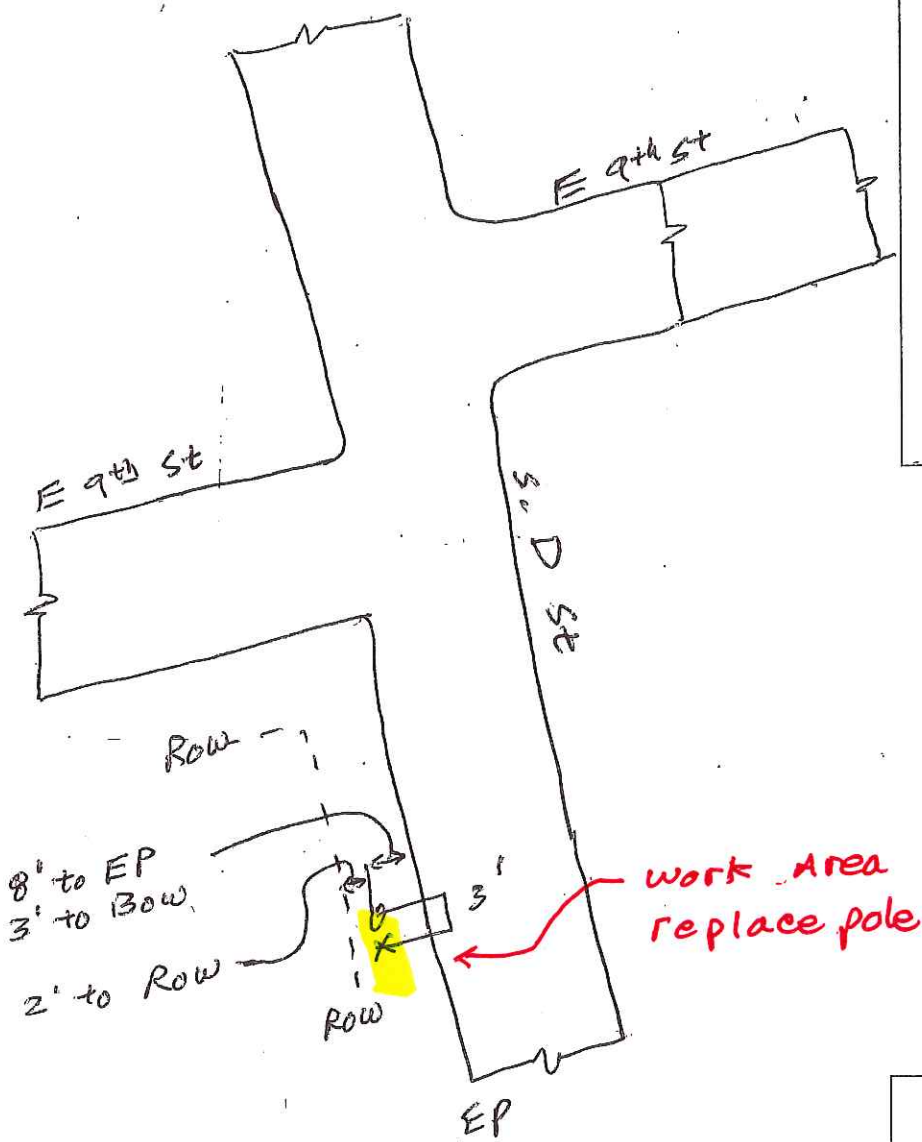 E 9th St
E 9th St
S. D St
Row
8' to EP
3' to Bow
2' to Row
3'
Work Area
replace pole
Row
EP